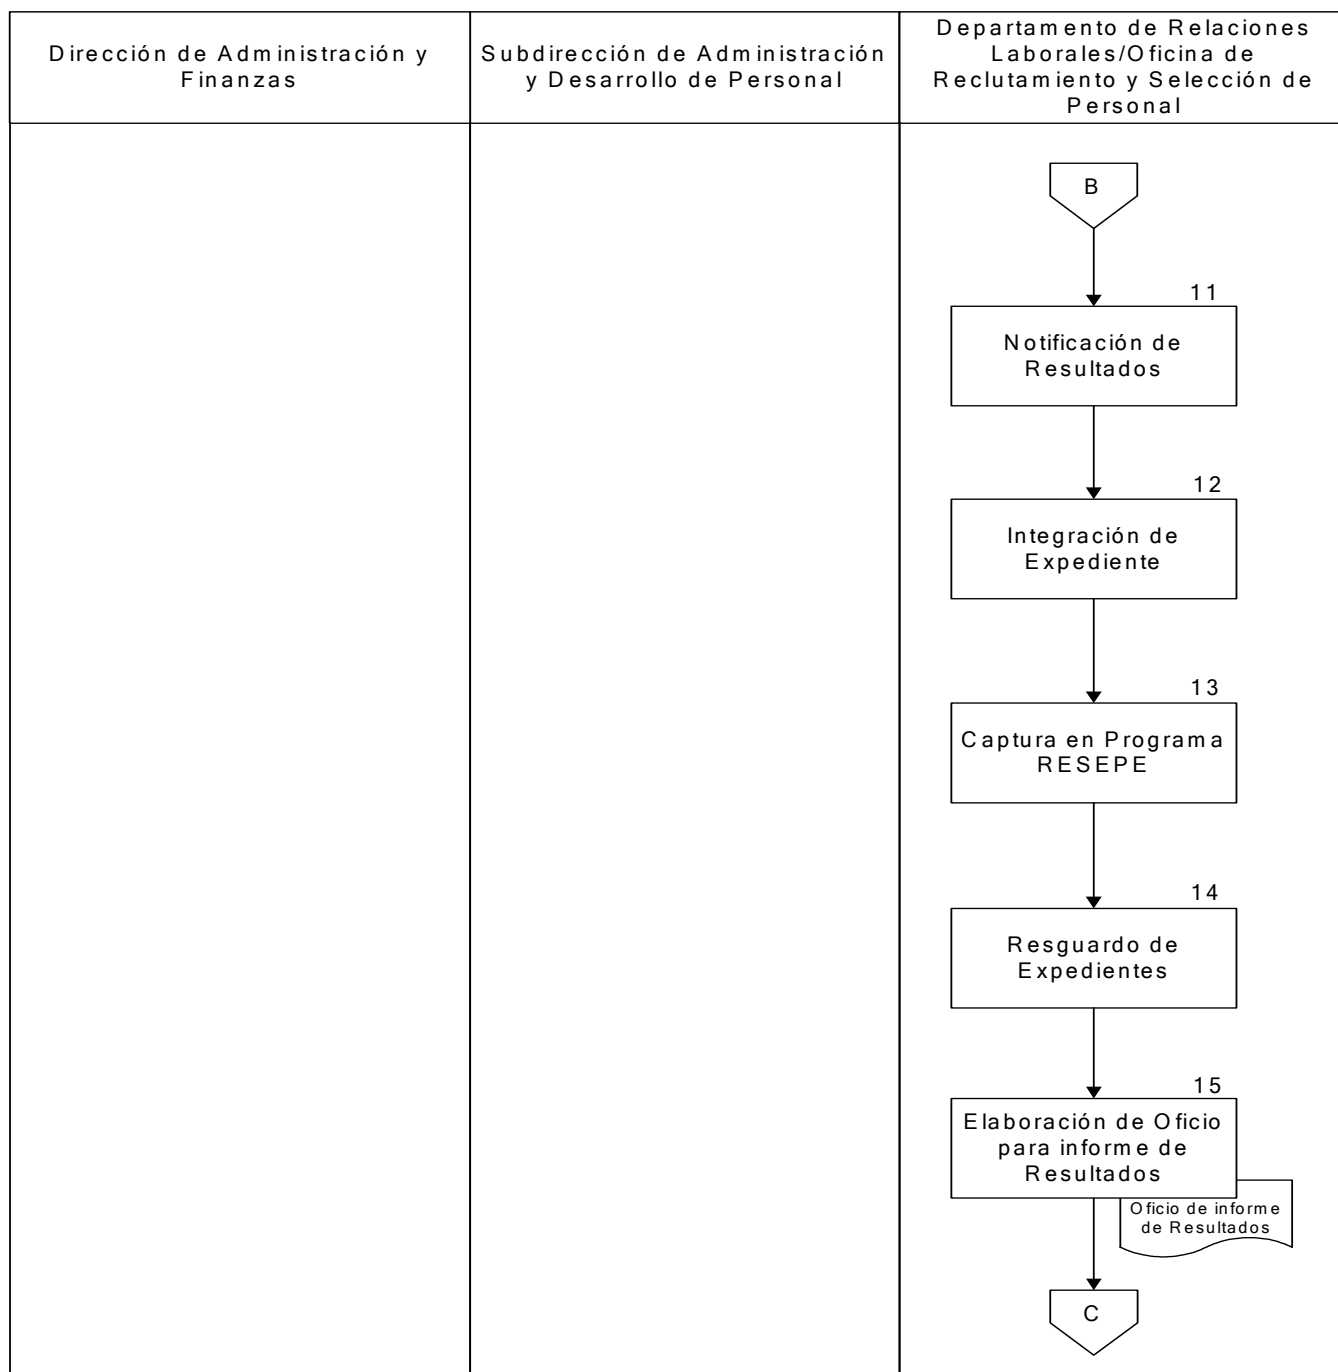 Dirección de Administración y
Finanzas
Subdirección de Administración
y Desarrollo de Personal
Departamento de Relaciones
Laborales/Oficina de
Reclutamiento y Selección de
Personal
B
11
Notificación de
Resultados
12
Integración de
Expediente
13
Captura en Programa
RESEPE
14
Resguardo de
Expedientes
15
Elaboración de Oficio
para informe de
Resultados
Oficio de informe
de Resultados
C